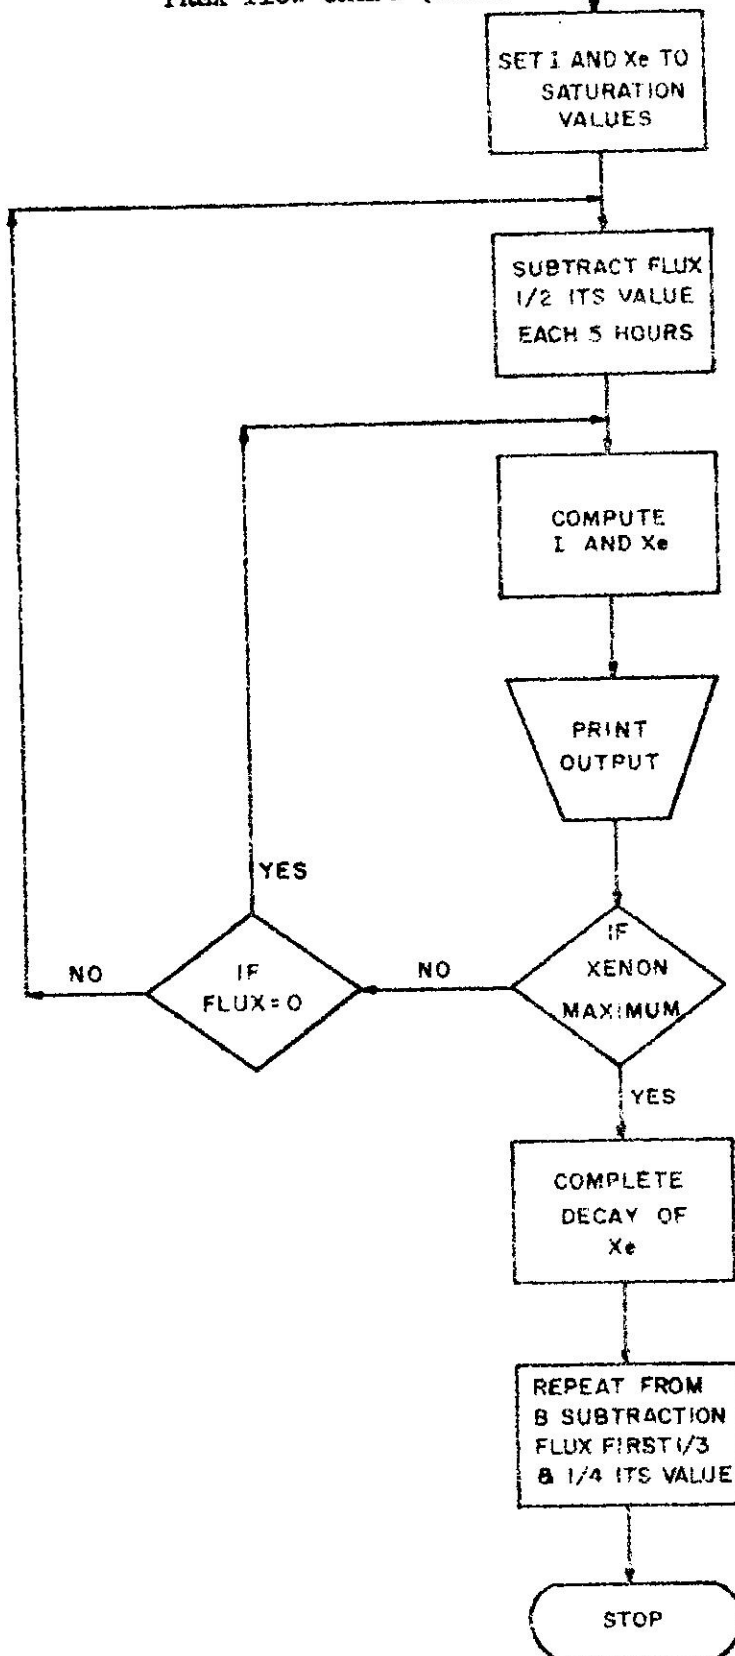 SET I AND Xe TO
SATURATION
VALUES
SUBTRACT FLUX
1/2 ITS VALUE
EACH 5 HOURS
COMPUTE
I AND Xe
PRINT
OUTPUT
YES
IF
XENON
MAXIMUM
NO
IF
FLUX=0
NO
YES
COMPLETE
DECAY OF
Xe
REPEAT FROM
B SUBTRACTION
FLUX FIRST 1/3
& 1/4 ITS VALUE
STOP